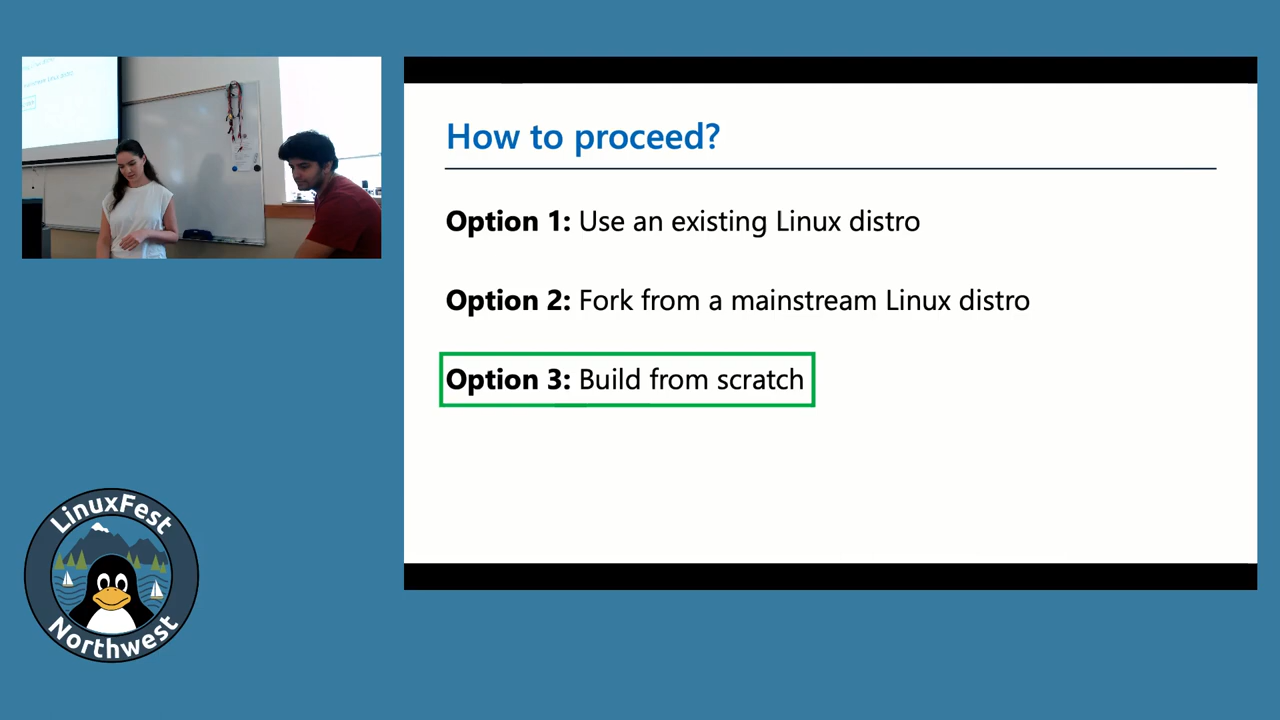 How to proceed?
Option 1: Use an existing Linux distro
Option 2: Fork from a mainstream Linux distro
Option 3: Build from scratch
LinuxFest
Northwest